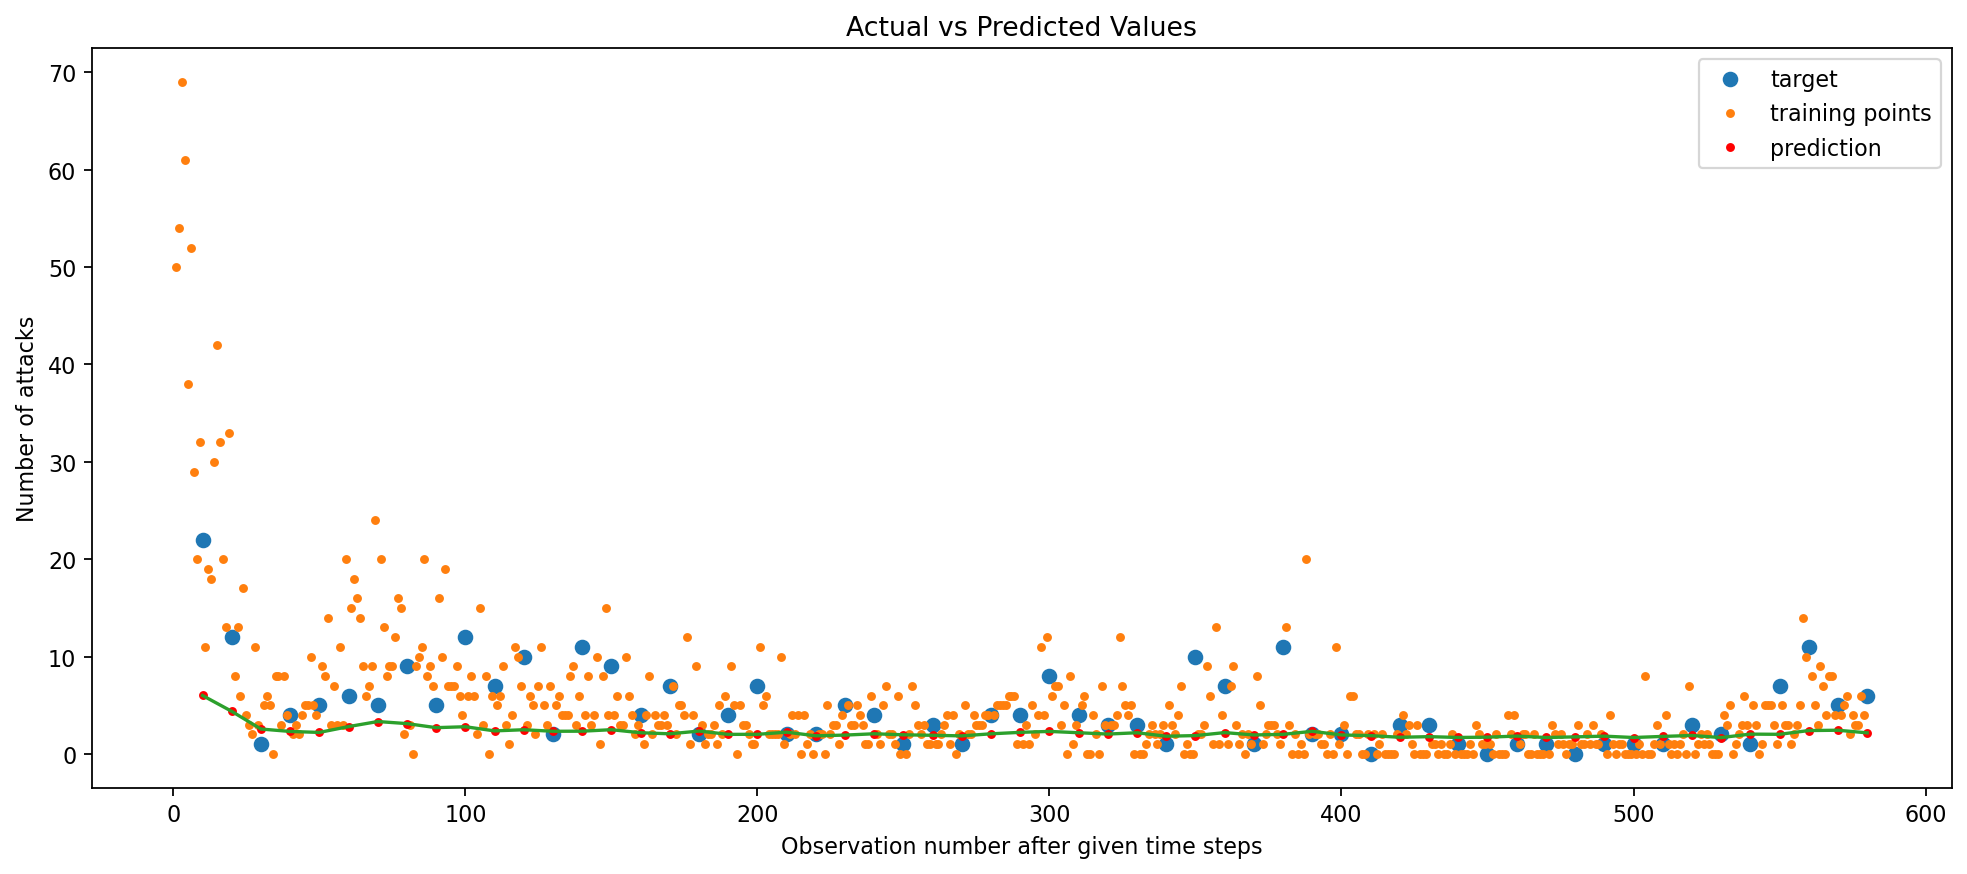 Actual vs Predicted Values
Number of attacks
70
60
50
40
30
20
10
0
target
training points
prediction
0 100 200 300 400 500 600
Observation number after given time steps